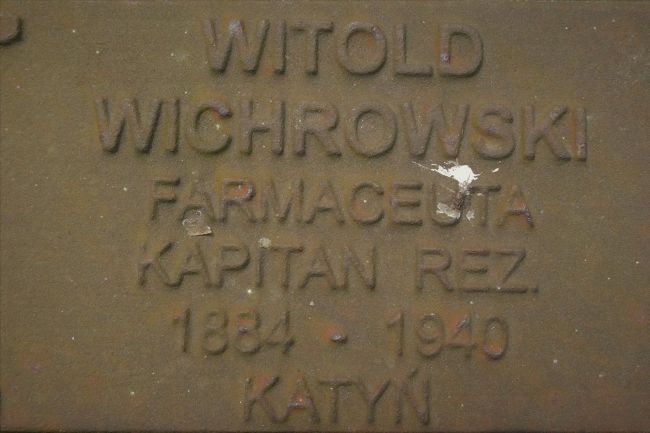 WITOLD
WICHROWSKI
FARMACEUTA
KAPITAN REZ.
1884 - 1940
KATYŃ